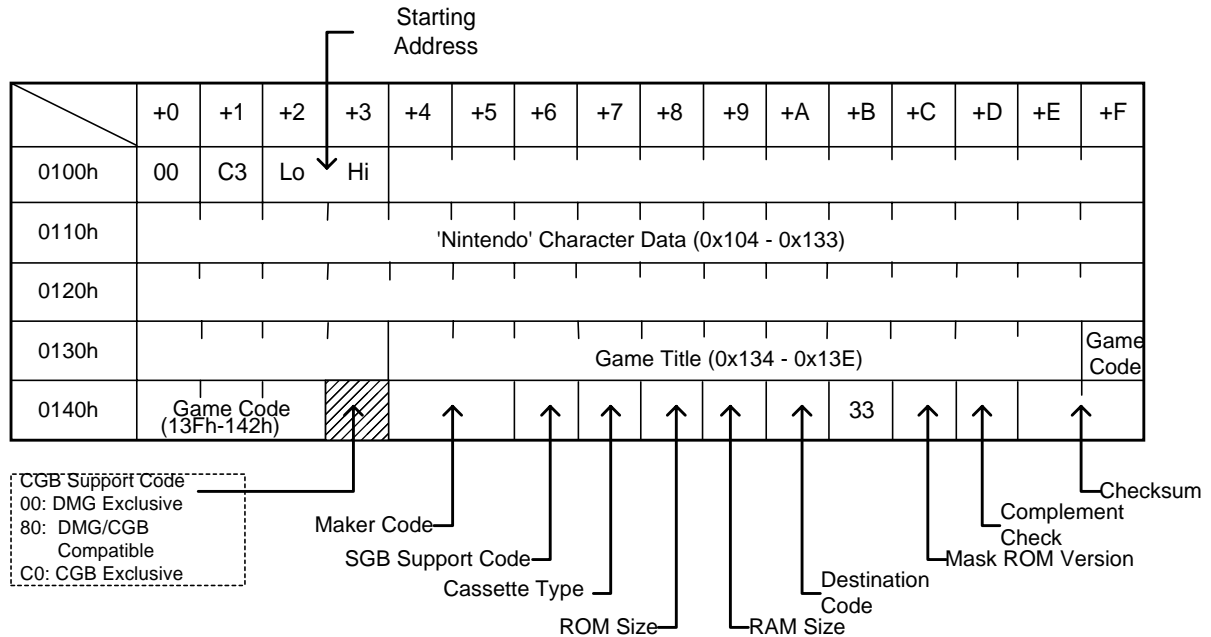 Starting
Address
+0 +1 +2 +3 +4 +5 +6 +7 +8 +9 +A +B +C +D +E +F
0100h 00 C3 Lo Hi
0110h 'Nintendo' Character Data (0x104 - 0x133)
0120h
0130h Game Title (0x134 - 0x13E) Game
Code
0140h Game Code 33
(13Fh-142h)
CGB Support Code
00: DMG Exclusive
80: DMG/CGB
Compatible
C0: CGB Exclusive
Maker Code
SGB Support Code
Cassette Type
ROM Size
RAM Size
Destination
Code
Mask ROM Version
Complement
Check
Checksum